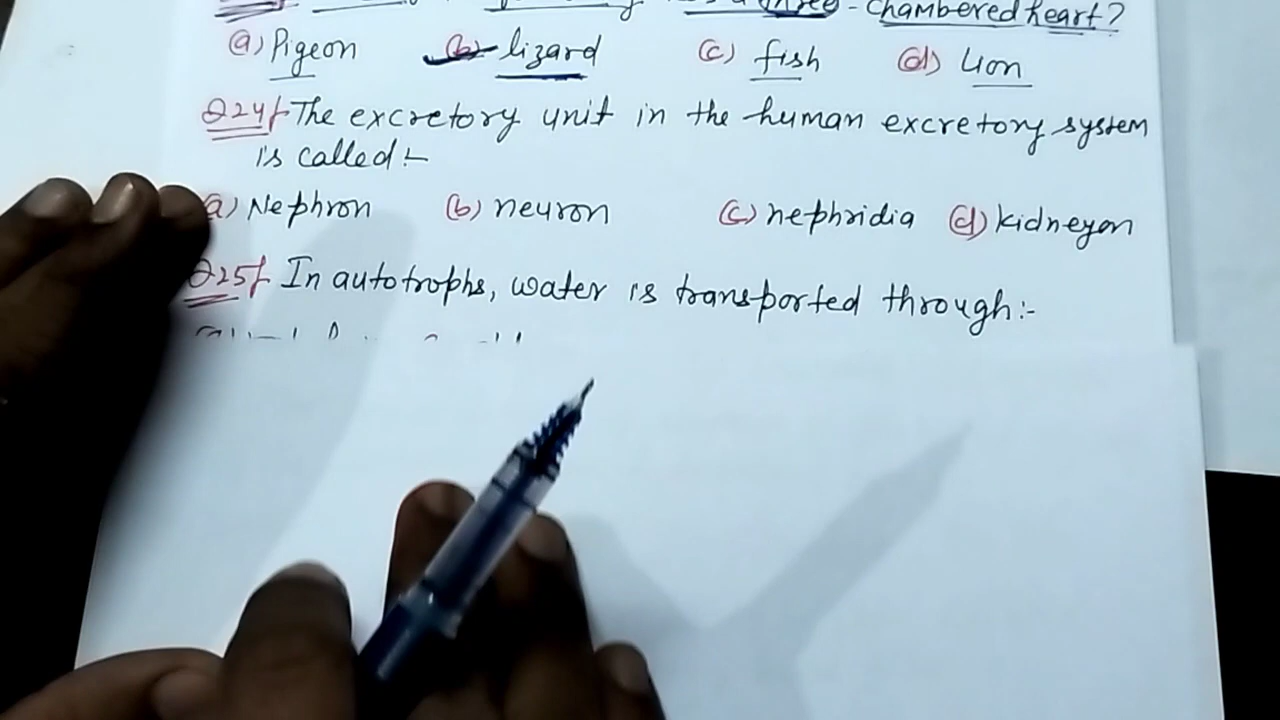 three - chambered heart?
(a) Pigeon (b) lizard (c) fish (d) Lion
Q24/- The excretory unit in the human excretory system
is called:-
a) Nephron (b) neuron (c) nephridia (d) kidneyon
Q25/- In autotrophs, water is transported through:-